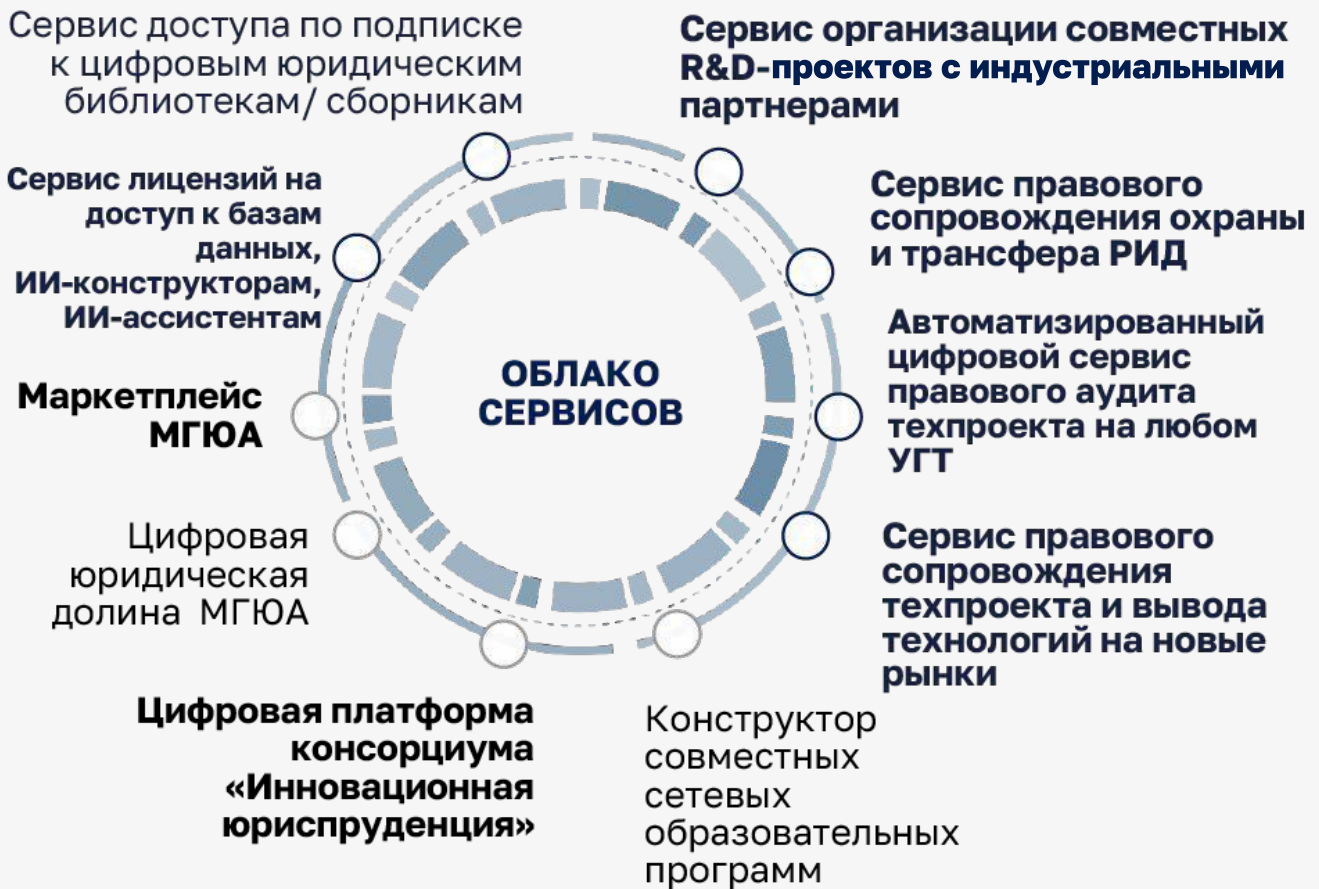 Сервис доступа по подписке
к цифровым юридическим
библиотекам/ сборникам
Сервис организации совместных
R&D-проектов с индустриальными
партнерами
Сервис лицензий на
доступ к базам
данных,
ИИ-конструкторам,
ИИ-ассистентам
Сервис правового
сопровождения охраны
и трансфера РИД
Автоматизированный
цифровой сервис
правового аудита
техпроекта на любом
УГТ
ОБЛАКО
СЕРВИСОВ
Маркетплейс
МГЮА
Цифровая
юридическая
долина МГЮА
Сервис правового
сопровождения
техпроекта и вывода
технологий на новые
рынки
Цифровая платформа
консорциума
«Инновационная
юриспруденция»
Конструктор
совместных
сетевых
образовательных
программ